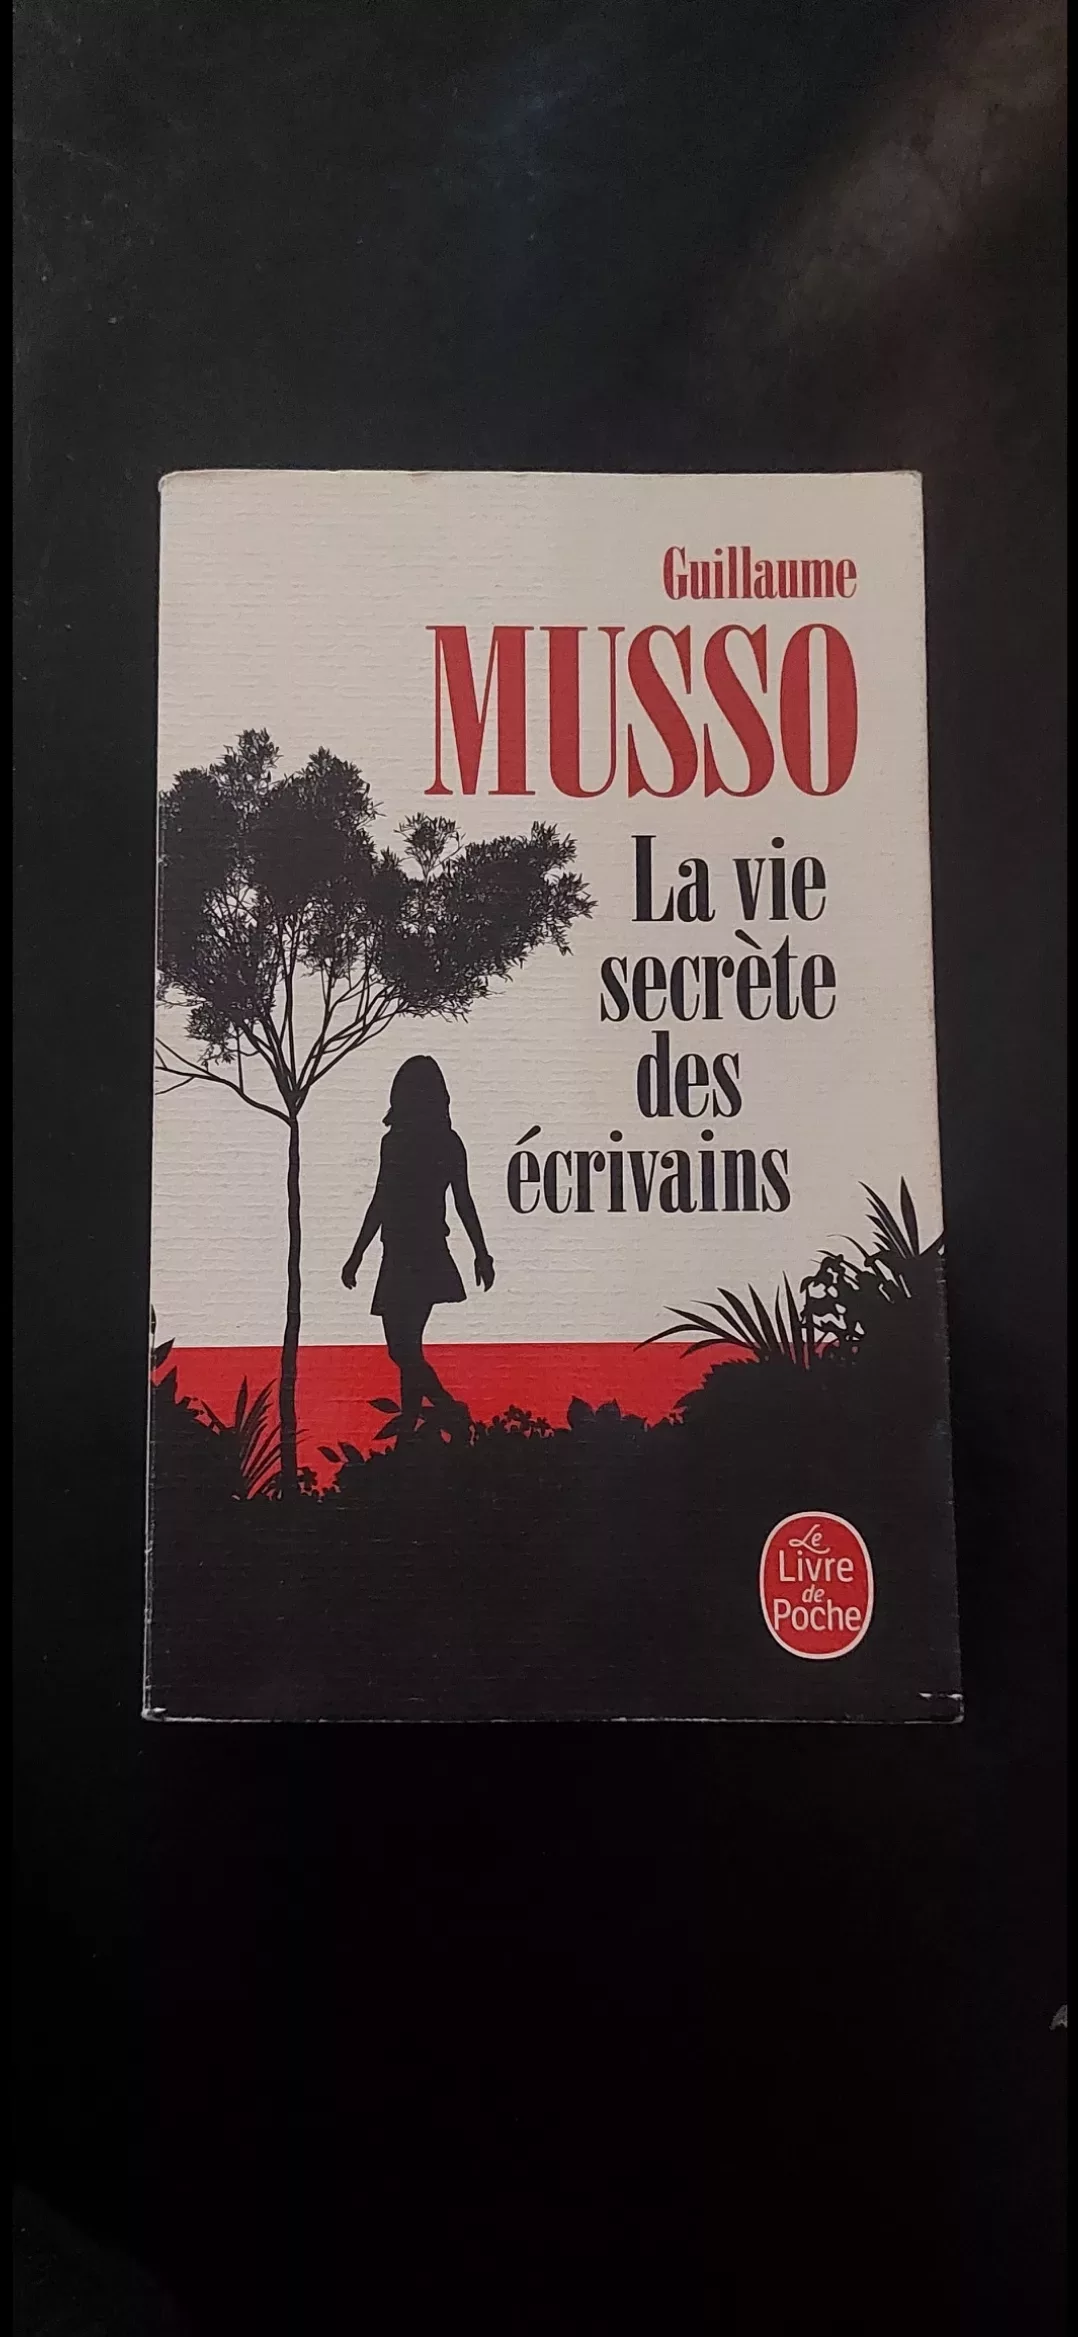 Guillaume
MUSSO
La vie
secrète
des
écrivains
Le
Livre
de
Poche